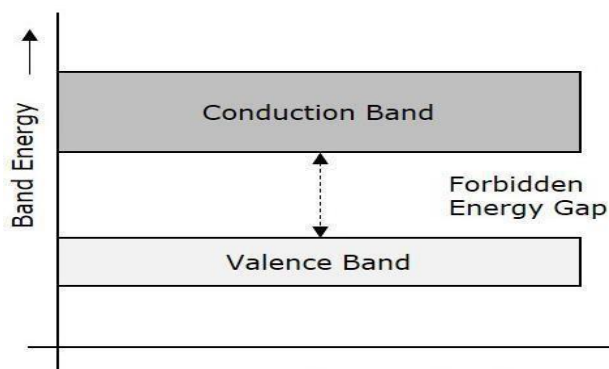 Band Energy
Conduction Band
Forbidden
Energy Gap
Valence Band